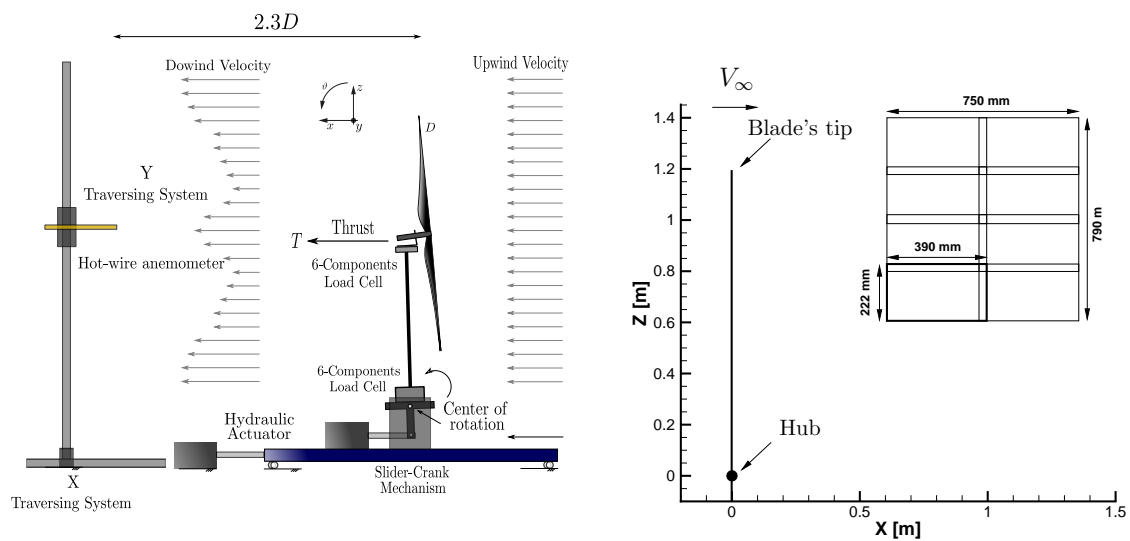 2.3D
Dowind Velocity
Upwind Velocity
ϑ
z
x
y
D
Y
Traversing System
T
Thrust
Hot-wire anemometer
6-Components
Load Cell
6-Components
Load Cell
Center of
rotation
Hydraulic
Actuator
Slider-Crank
Mechanism
X
Traversing System
V∞
Blade's tip
Hub
Z [m]
1.4
1.2
1
0.8
0.6
0.4
0.2
0
0
0.5
1
1.5
X [m]
750 mm
790 m
390 mm
222 mm